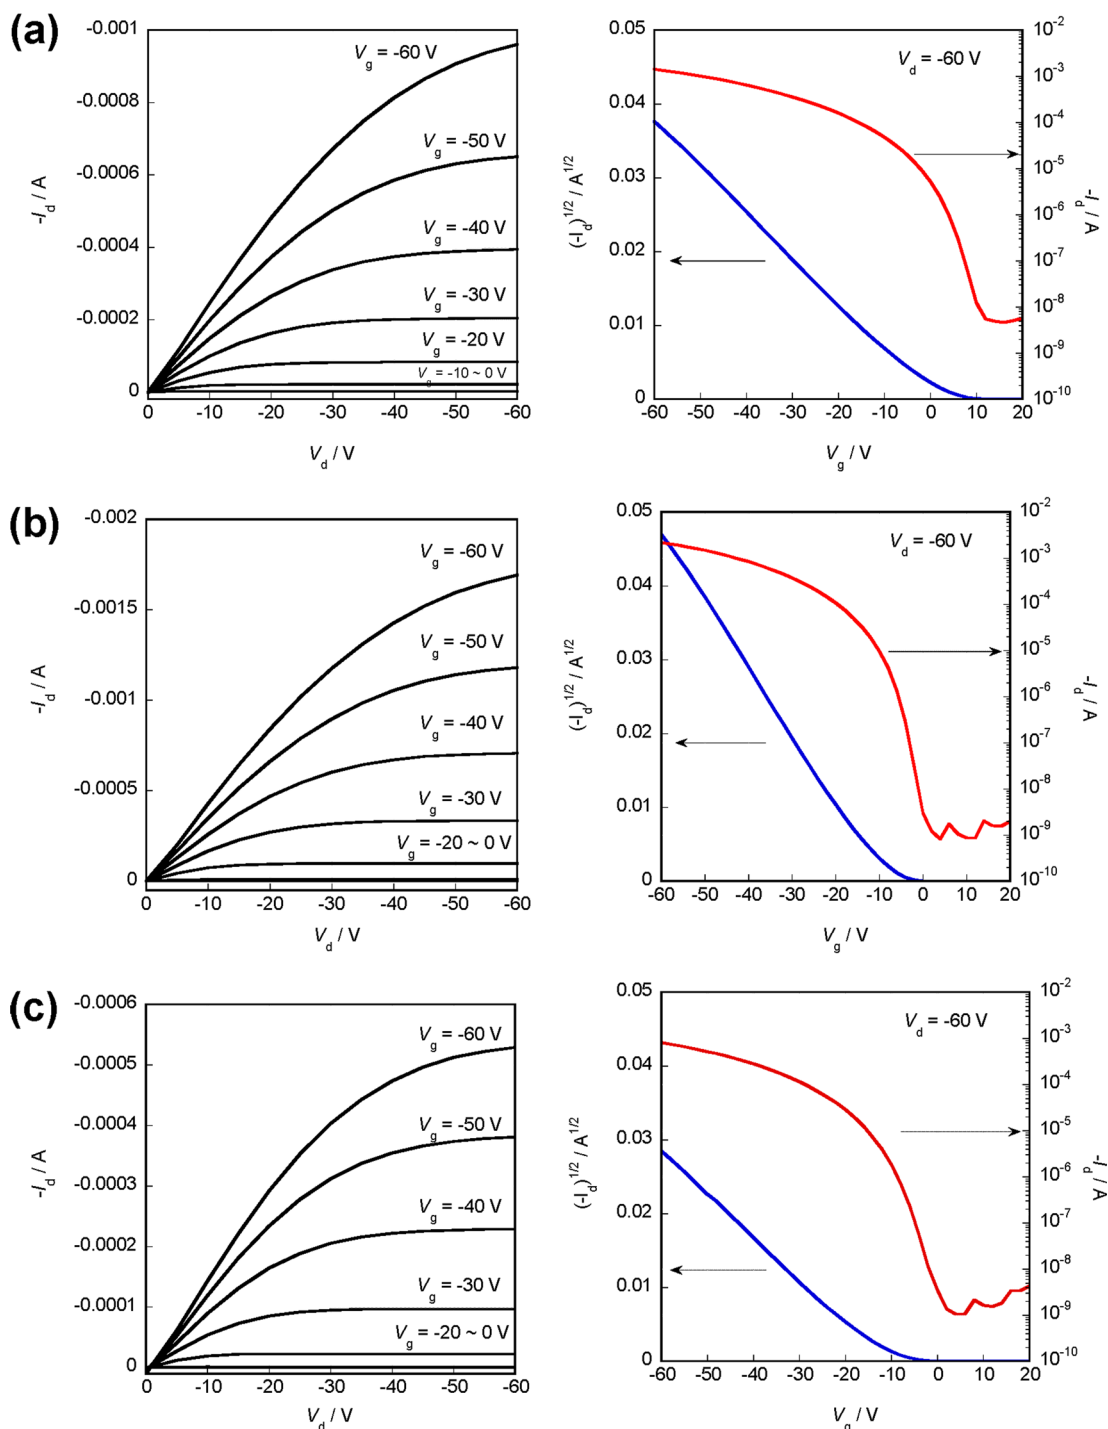 (a)
-0.001
-0.0008
-0.0006
-0.0004
-0.0002
0
-I_d / A
V_g = -60 V
V_g = -50 V
V_g = -40 V
V_g = -30 V
V_g = -20 V
V_g = -10 ~ 0 V
0 -10 -20 -30 -40 -50 -60
V_d / V
0.05
0.04
0.03
0.02
0.01
0
(-I_d)^1/2 / A^1/2
V_d = -60 V
10^-2
10^-3
10^-4
10^-5
10^-6
10^-7
10^-8
10^-9
10^-10
-I_d / A
-60 -50 -40 -30 -20 -10 0 10 20
V_g / V
(b)
-0.002
-0.0015
-0.001
-0.0005
0
-I_d / A
V_g = -60 V
V_g = -50 V
V_g = -40 V
V_g = -30 V
V_g = -20 ~ 0 V
0 -10 -20 -30 -40 -50 -60
V_d / V
0.05
0.04
0.03
0.02
0.01
0
(-I_d)^1/2 / A^1/2
V_d = -60 V
10^-2
10^-3
10^-4
10^-5
10^-6
10^-7
10^-8
10^-9
10^-10
-I_d / A
-60 -50 -40 -30 -20 -10 0 10 20
V_g / V
(c)
-0.0006
-0.0005
-0.0004
-0.0003
-0.0002
-0.0001
0
-I_d / A
V_g = -60 V
V_g = -50 V
V_g = -40 V
V_g = -30 V
V_g = -20 ~ 0 V
0 -10 -20 -30 -40 -50 -60
V_d / V
0.05
0.04
0.03
0.02
0.01
0
(-I_d)^1/2 / A^1/2
V_d = -60 V
10^-2
10^-3
10^-4
10^-5
10^-6
10^-7
10^-8
10^-9
10^-10
-I_d / A
-60 -50 -40 -30 -20 -10 0 10 20
V_g / V